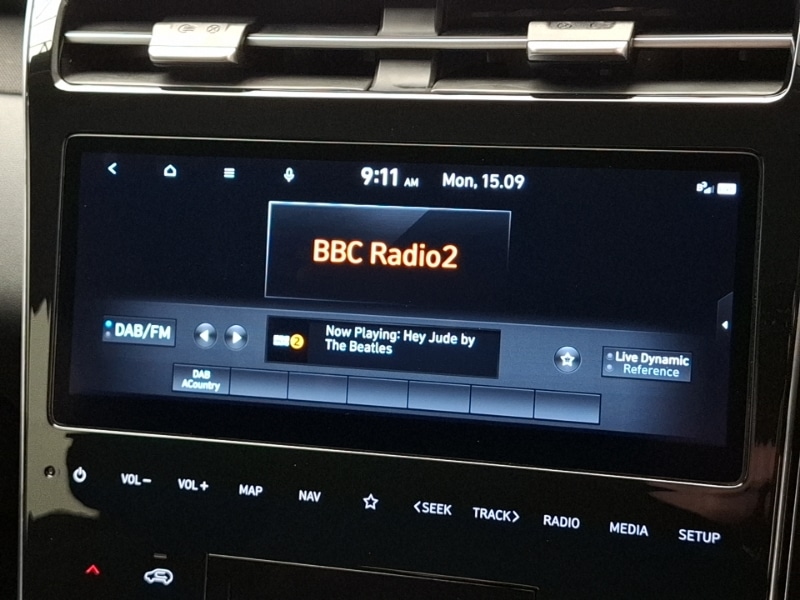 9:11 AM Mon, 15.09
BBC Radio2
DAB/FM
2
Now Playing: Hey Jude by
The Beatles
Live Dynamic
Reference
DAB
ACountry
VOL− VOL+ MAP NAV <SEEK TRACK> RADIO MEDIA SETUP